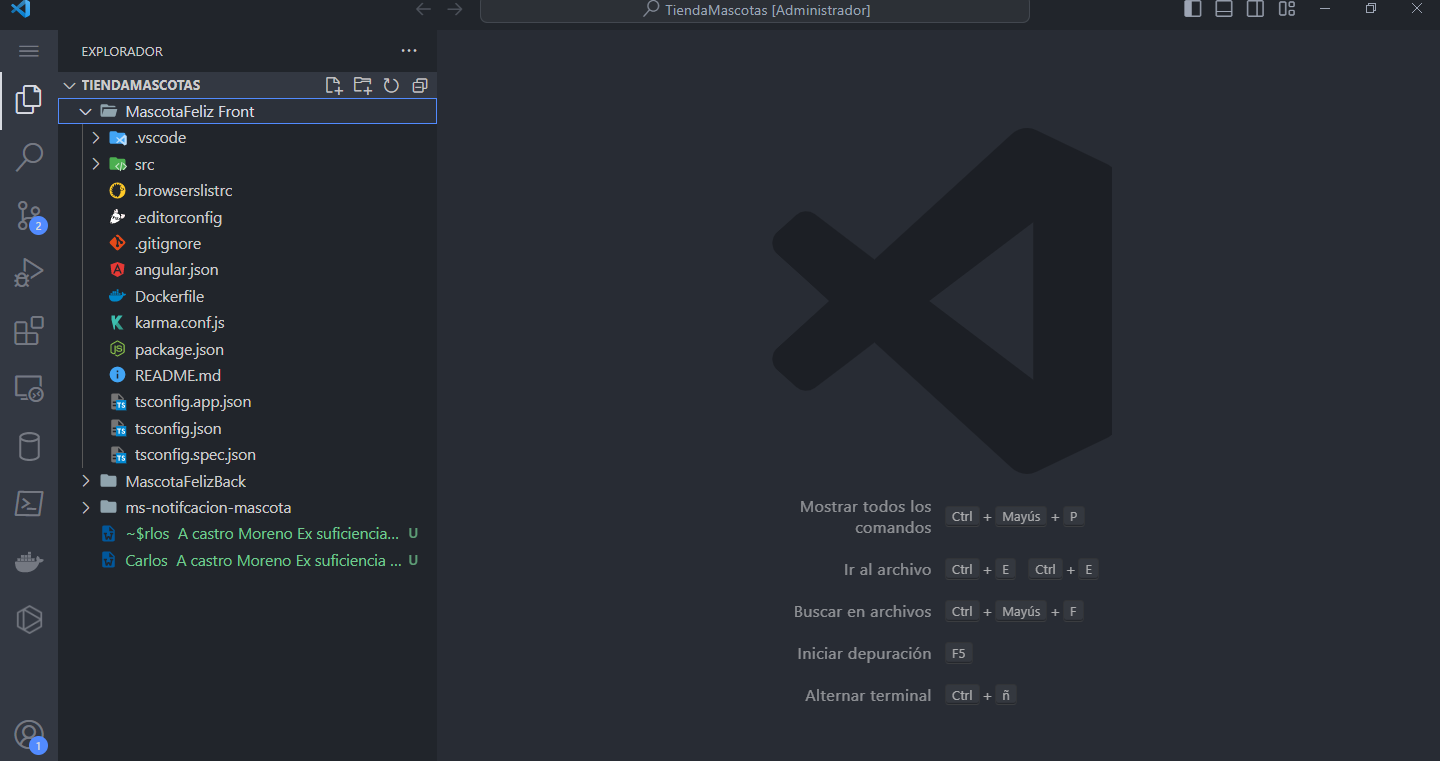 TiendaMascotas [Administrador]
EXPLORADOR
TIENDAMASCOTAS
MascotaFeliz Front
.vscode
src
.browserslistrc
.editorconfig
.gitignore
angular.json
Dockerfile
karma.conf.js
package.json
README.md
tsconfig.app.json
tsconfig.json
tsconfig.spec.json
MascotaFelizBack
ms-notifcacion-mascota
~$rlos A castro Moreno Ex suficiencia... U
Carlos A castro Moreno Ex suficiencia ... U
2
1
Mostrar todos los
comandos Ctrl + Mayús + P
Ir al archivo Ctrl + E Ctrl + E
Buscar en archivos Ctrl + Mayús + F
Iniciar depuración F5
Alternar terminal Ctrl + ñ